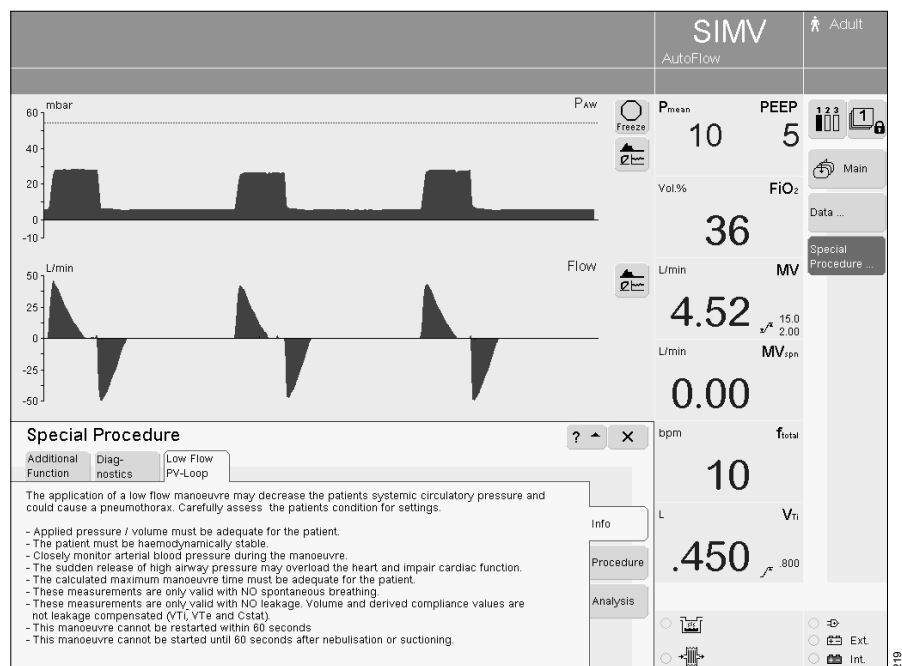 SIMV
AutoFlow
Adult
mbar
PAW
60
40
20
0
-10
Freeze
L/min
Flow
50
25
0
-25
-50
Pmean
PEEP
10
5
Vol.%
FiO2
36
L/min
MV
4.52
15.0
2.00
L/min
MVspn
0.00
bpm
ftotal
10
L
VTi
.450
.800
1 2 3
1
Main
Data ...
Special
Procedure ...
Special Procedure
?
X
Additional
Function
Diag-
nostics
Low Flow
PV-Loop
The application of a low flow manoeuvre may decrease the patients systemic circulatory pressure and
could cause a pneumothorax. Carefully assess the patients condition for settings.
- Applied pressure / volume must be adequate for the patient.
- The patient must be haemodynamically stable.
- Closely monitor arterial blood pressure during the manoeuvre.
- The sudden release of high airway pressure may overload the heart and impair cardiac function.
- The calculated maximum manoeuvre time must be adequate for the patient.
- These measurements are only valid with NO spontaneous breathing.
- These measurements are only valid with NO leakage. Volume and derived compliance values are
not leakage compensated (VTi, VTe and Cstat).
- This manoeuvre cannot be restarted within 60 seconds
- This manoeuvre cannot be started until 60 seconds after nebulisation or suctioning.
Info
Procedure
Analysis
Ext.
Int.
219